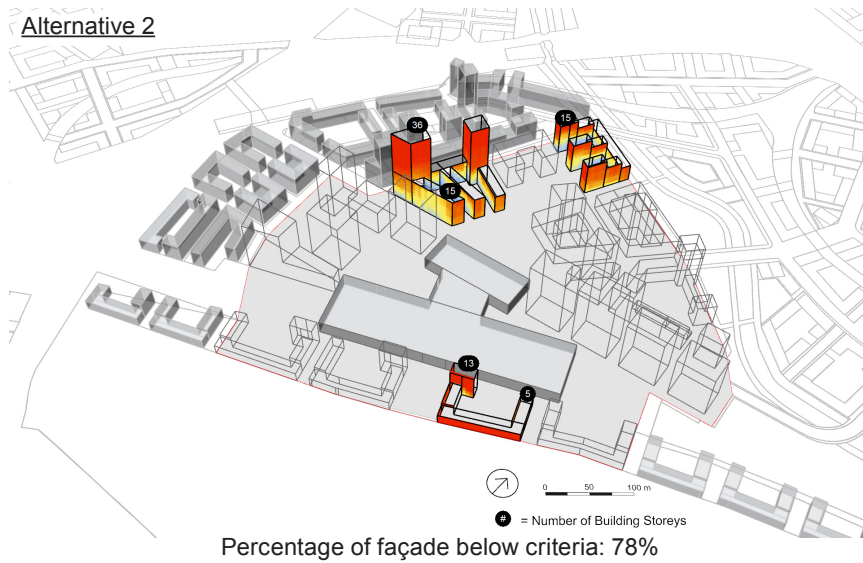 Alternative 2
36
15
15
13
5
0 50 100 m
# = Number of Building Storeys
Percentage of façade below criteria: 78%